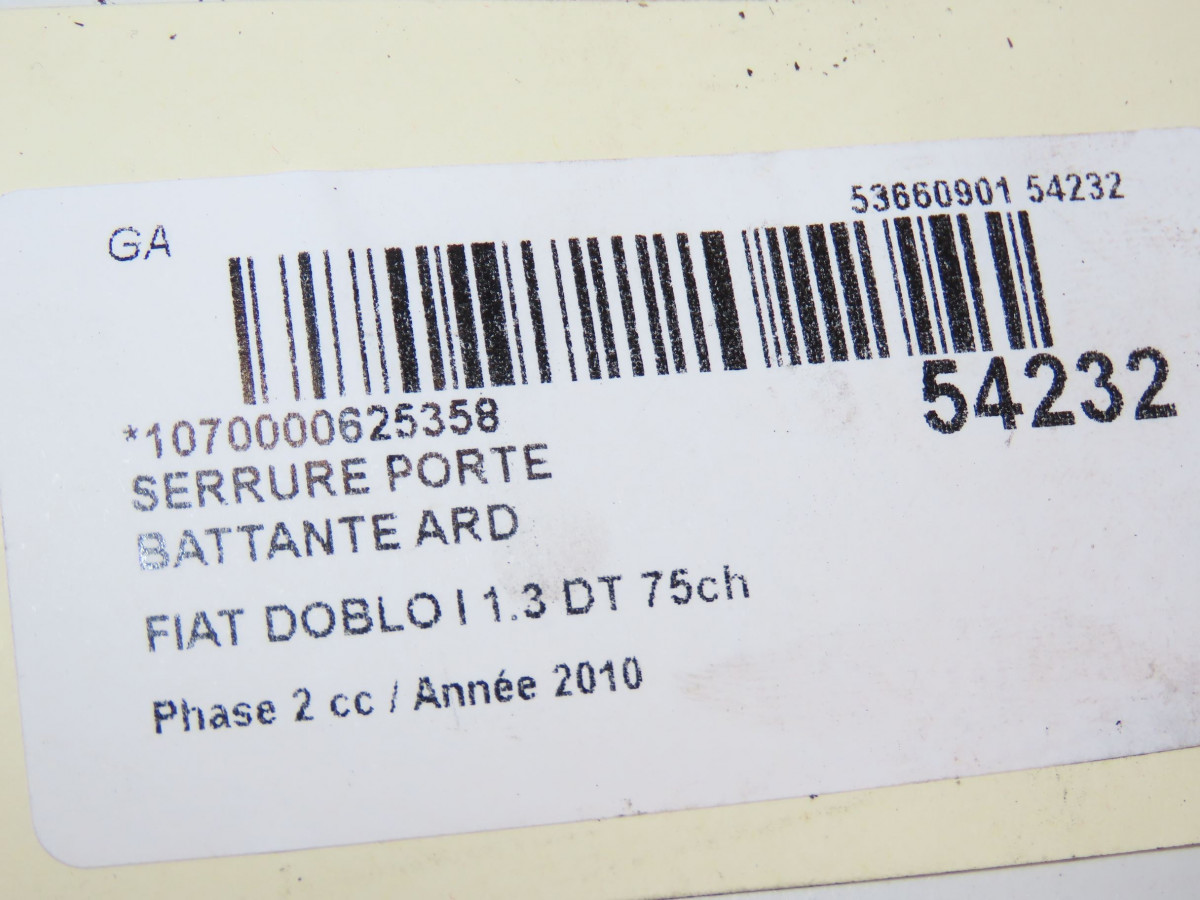 GA
53660901 54232
54232
*1070000625358
SERRURE PORTE
BATTANTE ARD
FIAT DOBLO I 1.3 DT 75ch
Phase 2 cc / Année 2010